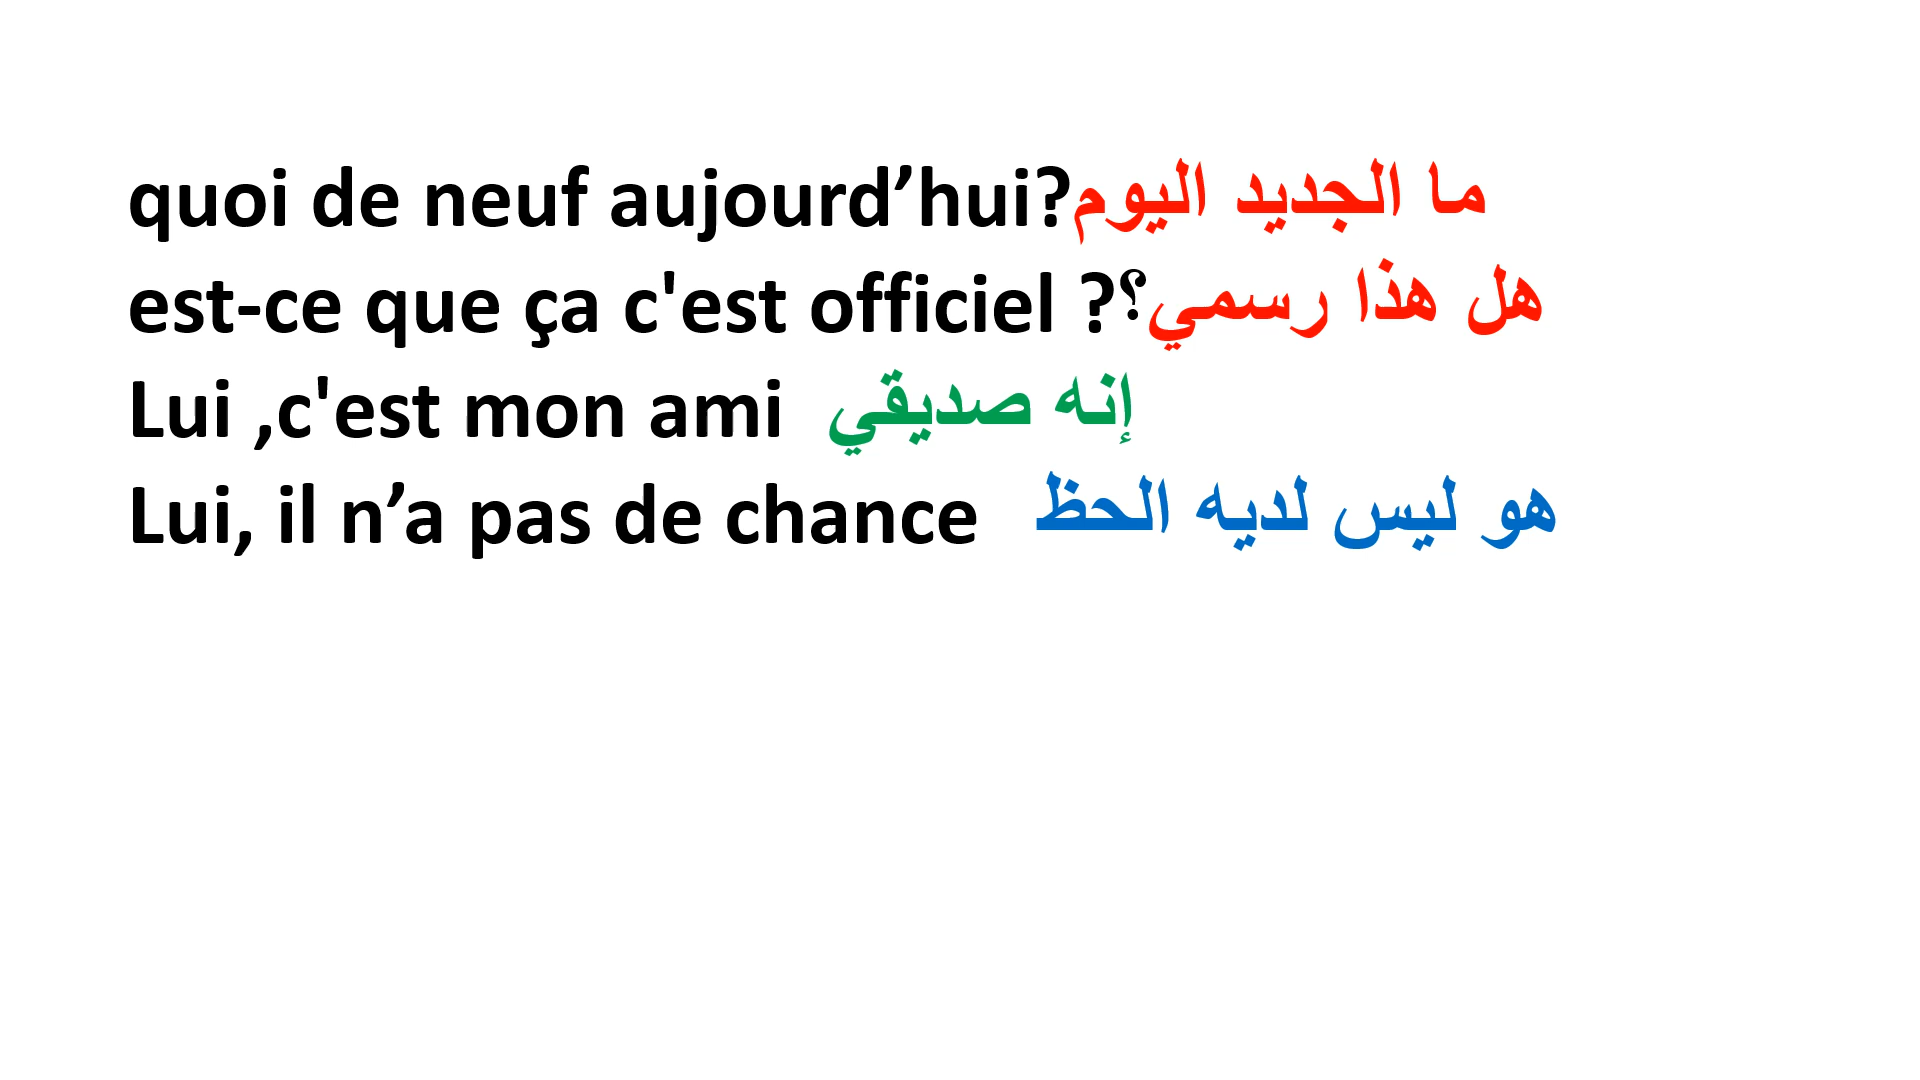 quoi de neuf aujourd’hui?ما الجديد اليوم
est-ce que ça c'est officiel ?هل هذا رسمي؟
Lui ,c'est mon ami إنه صديقي
Lui, il n’a pas de chance هو ليس لديه الحظ